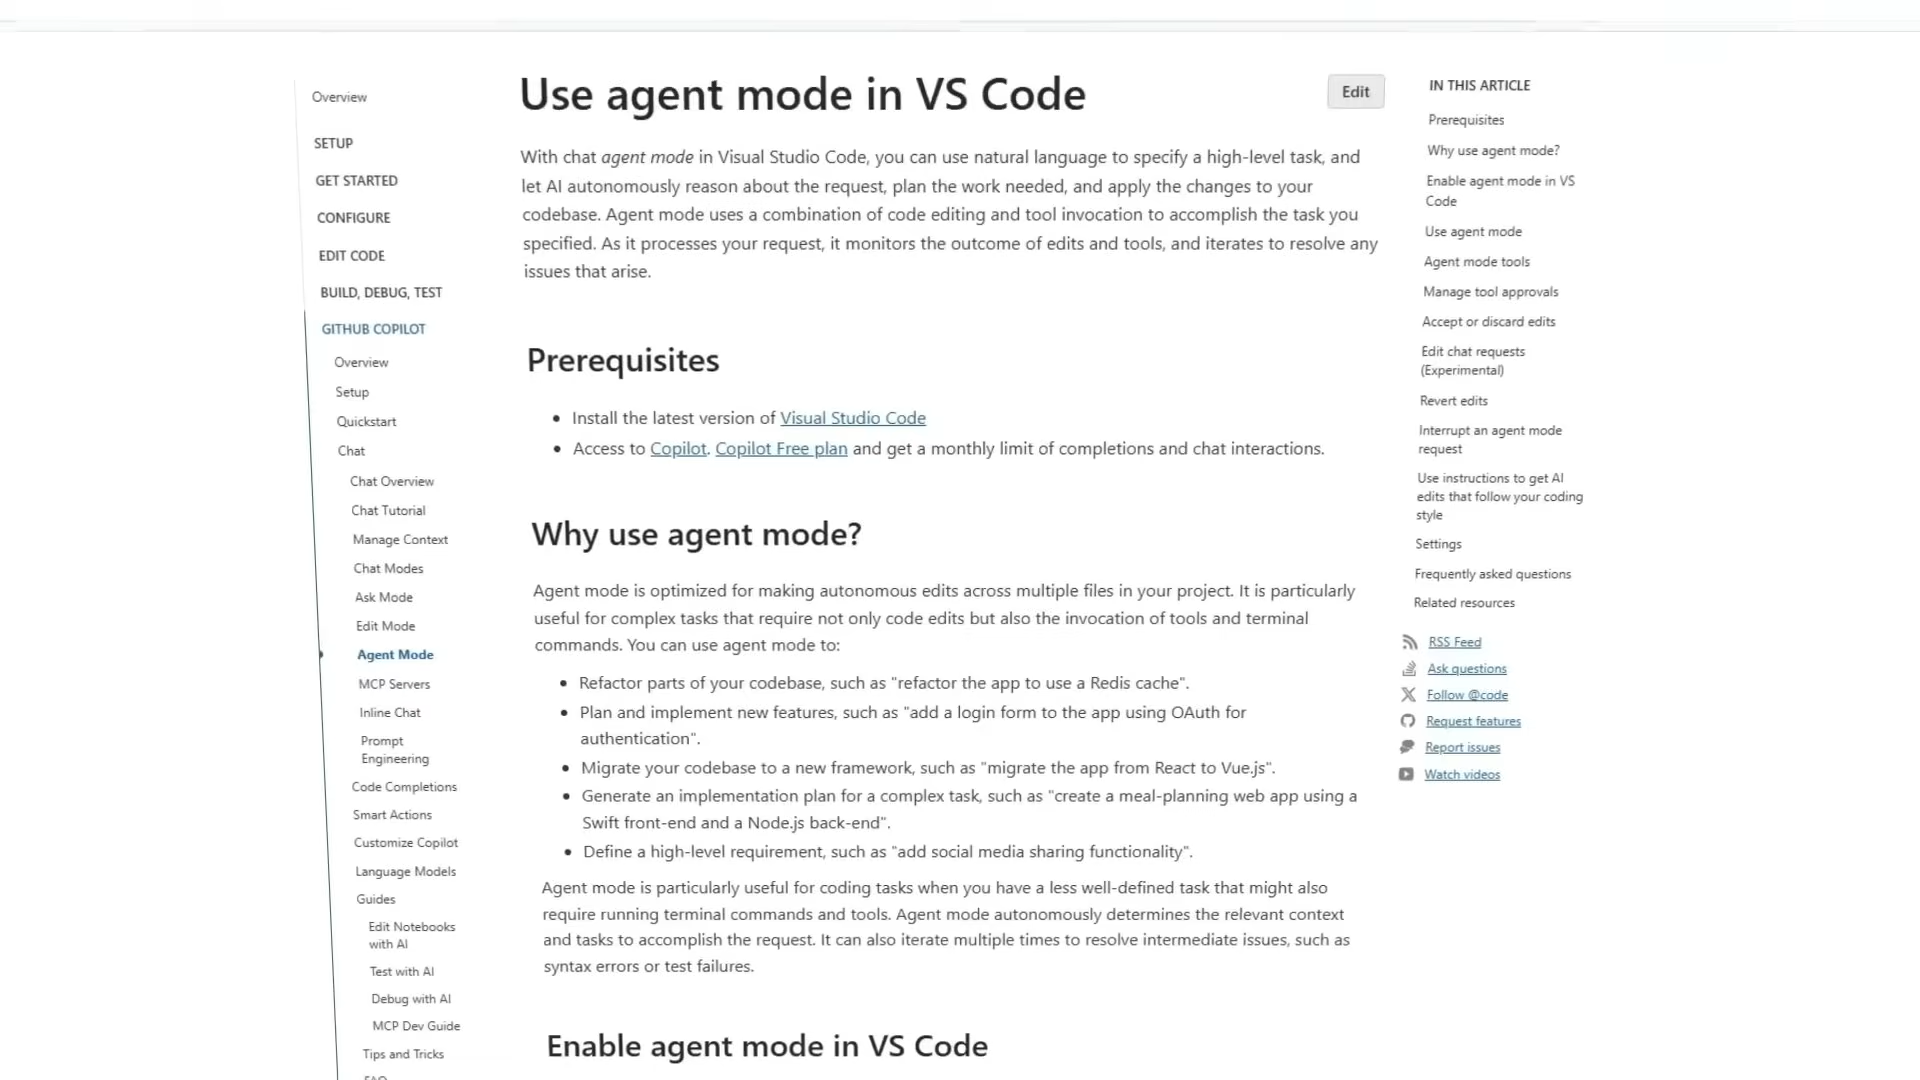 Overview
SETUP
GET STARTED
CONFIGURE
EDIT CODE
BUILD, DEBUG, TEST
GITHUB COPILOT
Overview
Setup
Quickstart
Chat
Chat Overview
Chat Tutorial
Manage Context
Chat Modes
Ask Mode
Edit Mode
Agent Mode
MCP Servers
Inline Chat
Prompt
Engineering
Code Completions
Smart Actions
Customize Copilot
Language Models
Guides
Edit Notebooks
with AI
Test with AI
Debug with AI
MCP Dev Guide
Tips and Tricks
FAQ
Use agent mode in VS Code
Edit
With chat agent mode in Visual Studio Code, you can use natural language to specify a high-level task, and
let AI autonomously reason about the request, plan the work needed, and apply the changes to your
codebase. Agent mode uses a combination of code editing and tool invocation to accomplish the task you
specified. As it processes your request, it monitors the outcome of edits and tools, and iterates to resolve any
issues that arise.
Prerequisites
• Install the latest version of Visual Studio Code
• Access to Copilot. Copilot Free plan and get a monthly limit of completions and chat interactions.
Why use agent mode?
Agent mode is optimized for making autonomous edits across multiple files in your project. It is particularly
useful for complex tasks that require not only code edits but also the invocation of tools and terminal
commands. You can use agent mode to:
• Refactor parts of your codebase, such as "refactor the app to use a Redis cache".
• Plan and implement new features, such as "add a login form to the app using OAuth for
authentication".
• Migrate your codebase to a new framework, such as "migrate the app from React to Vue.js".
• Generate an implementation plan for a complex task, such as "create a meal-planning web app using a
Swift front-end and a Node.js back-end".
• Define a high-level requirement, such as "add social media sharing functionality".
Agent mode is particularly useful for coding tasks when you have a less well-defined task that might also
require running terminal commands and tools. Agent mode autonomously determines the relevant context
and tasks to accomplish the request. It can also iterate multiple times to resolve intermediate issues, such as
syntax errors or test failures.
Enable agent mode in VS Code
IN THIS ARTICLE
Prerequisites
Why use agent mode?
Enable agent mode in VS
Code
Use agent mode
Agent mode tools
Manage tool approvals
Accept or discard edits
Edit chat requests
(Experimental)
Revert edits
Interrupt an agent mode
request
Use instructions to get AI
edits that follow your coding
style
Settings
Frequently asked questions
Related resources
RSS Feed
Ask questions
Follow @code
Request features
Report issues
Watch videos